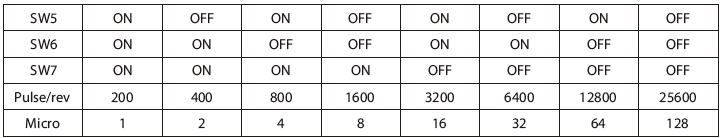 SW5 ON OFF ON OFF ON OFF ON OFF
SW6 ON ON OFF OFF ON ON OFF OFF
SW7 ON ON ON ON OFF OFF OFF OFF
Pulse/rev 200 400 800 1600 3200 6400 12800 25600
Micro 1 2 4 8 16 32 64 128